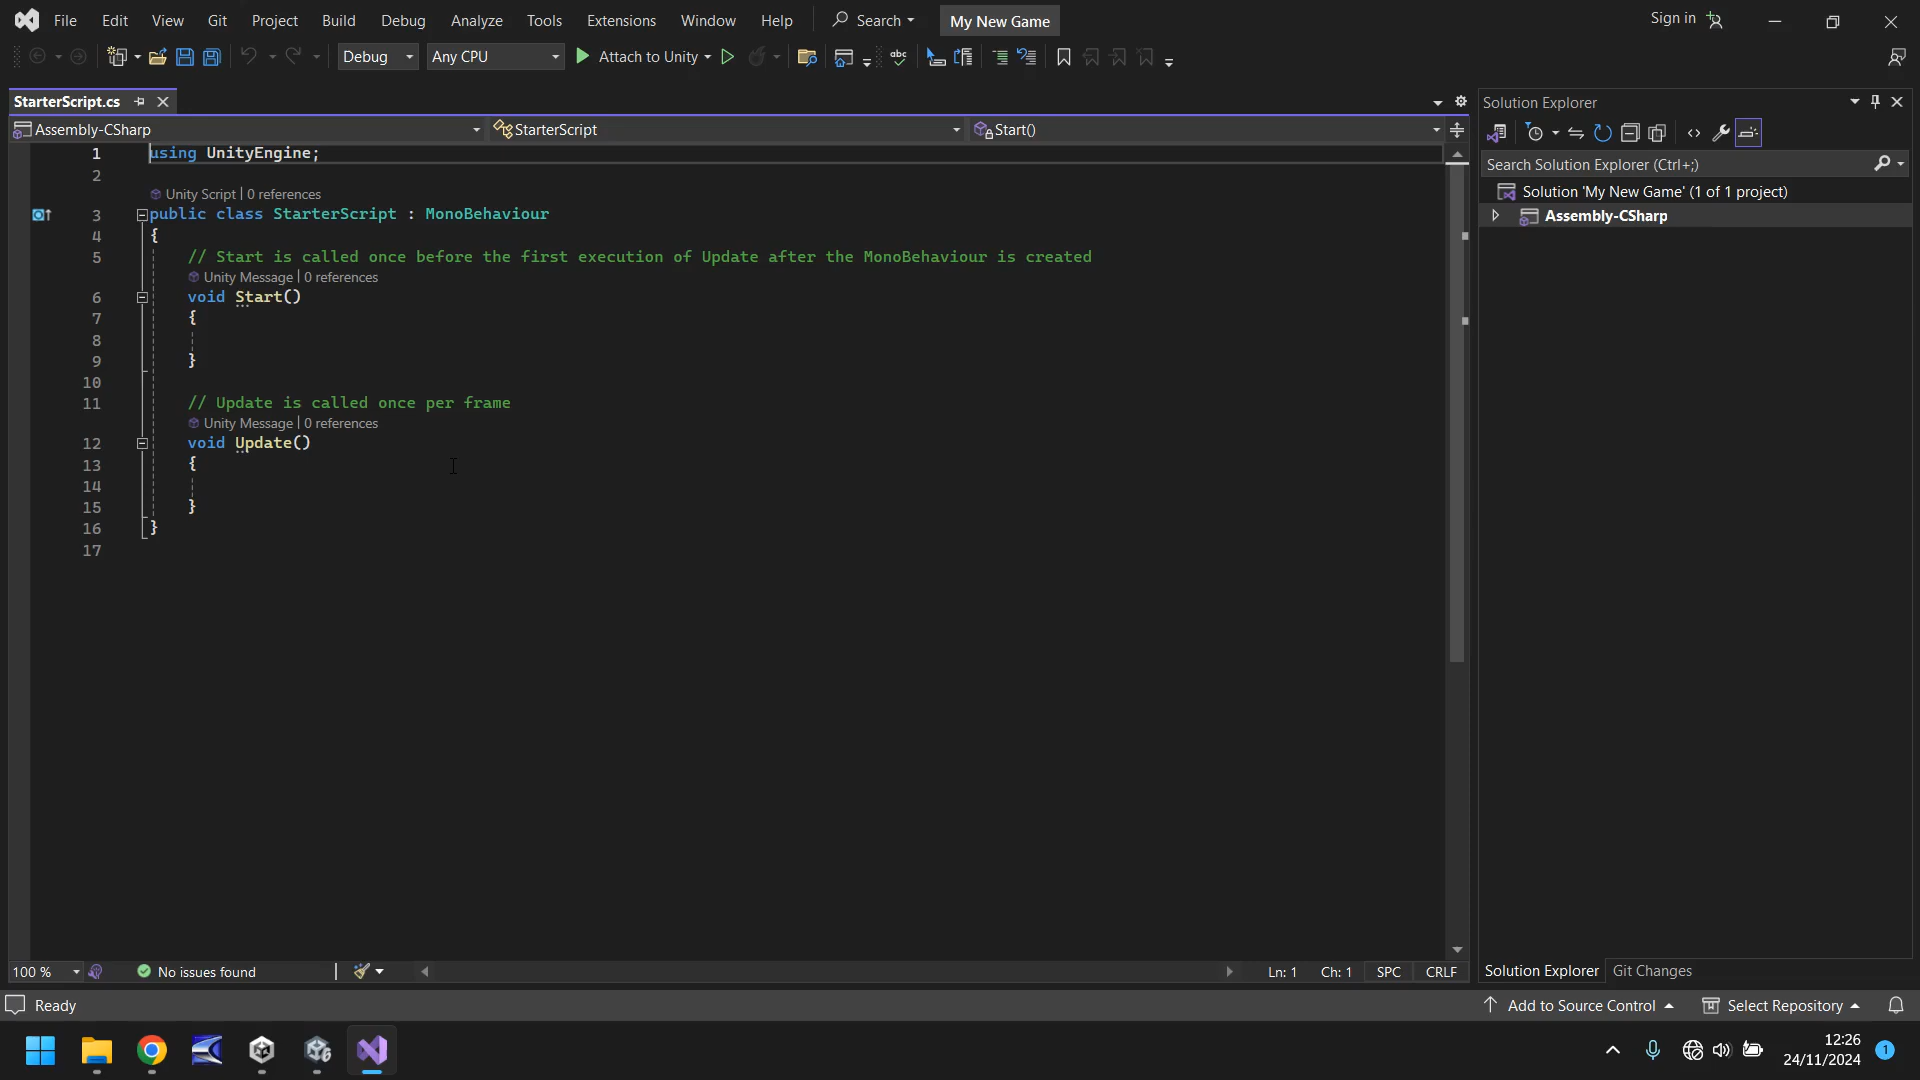 File Edit View Git Project Build Debug Analyze Tools Extensions Window Help Search My New Game Sign in
Debug Any CPU Attach to Unity abc
StarterScript.cs
Assembly-CSharp StarterScript Start()
1 using UnityEngine;
2
Unity Script | 0 references
3 public class StarterScript : MonoBehaviour
4 {
5 // Start is called once before the first execution of Update after the MonoBehaviour is created
Unity Message | 0 references
6 void Start()
7 {
8
9 }
10
11 // Update is called once per frame
Unity Message | 0 references
12 void Update()
13 {
14
15 }
16 }
17
100 % No issues found Ln: 1 Ch: 1 SPC CRLF
Solution Explorer
Search Solution Explorer (Ctrl+;)
Solution 'My New Game' (1 of 1 project)
Assembly-CSharp
Solution Explorer Git Changes
Ready Add to Source Control Select Repository
6
12:26
24/11/2024
1